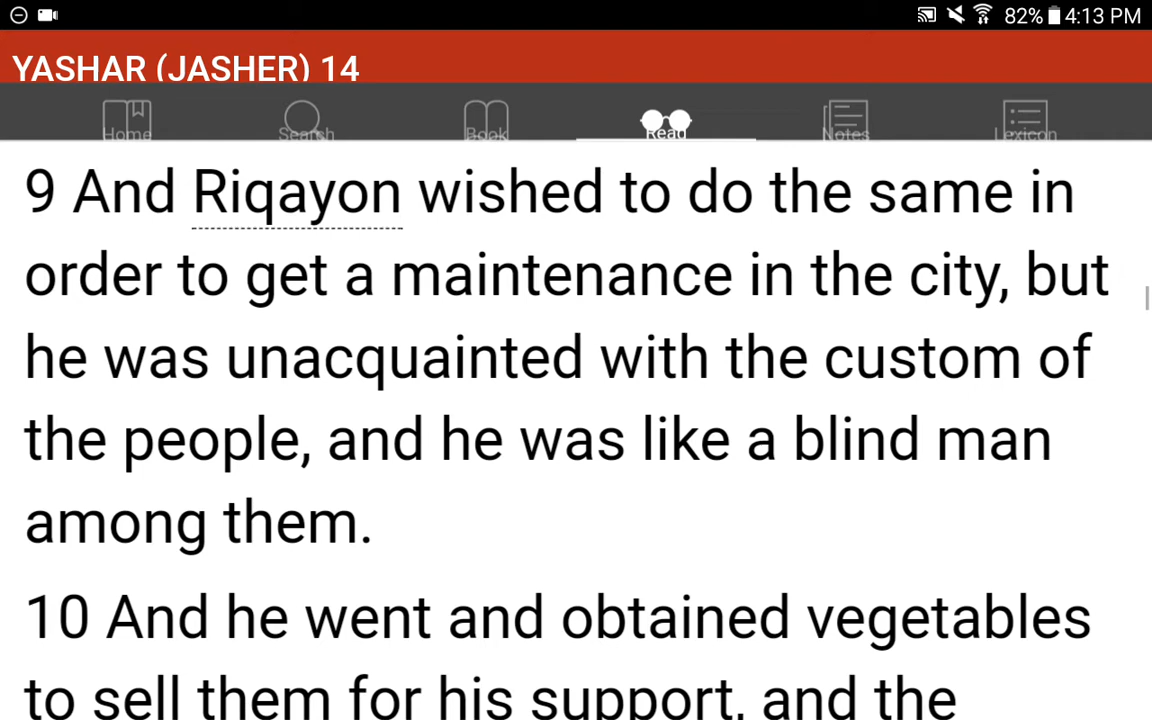 82% 4:13 PM
YASHAR (JASHER) 14
Home Search Book Read Notes Lexicon
9 And Riqayon wished to do the same in
order to get a maintenance in the city, but
he was unacquainted with the custom of
the people, and he was like a blind man
among them.
10 And he went and obtained vegetables
to sell them for his support, and the